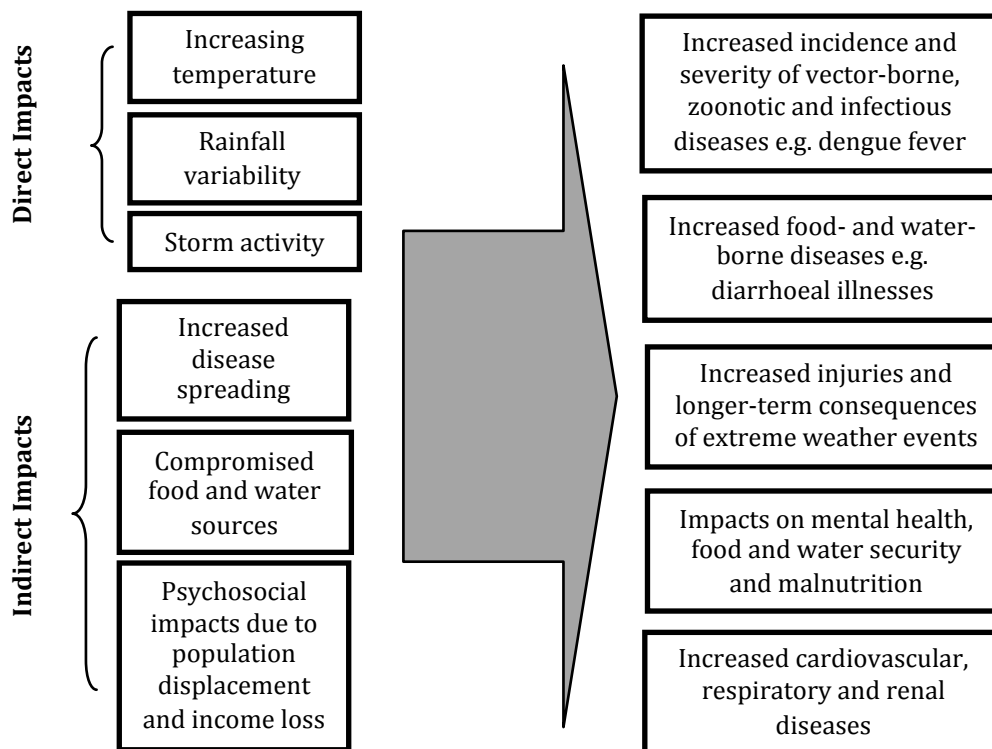 Direct Impacts
Increasing
temperature
Rainfall
variability
Storm activity
Indirect Impacts
Increased
disease
spreading
Compromised
food and water
sources
Psychosocial
impacts due to
population
displacement
and income loss
Increased incidence and
severity of vector-borne,
zoonotic and infectious
diseases e.g. dengue fever
Increased food- and water-
borne diseases e.g.
diarrhoeal illnesses
Increased injuries and
longer-term consequences
of extreme weather events
Impacts on mental health,
food and water security
and malnutrition
Increased cardiovascular,
respiratory and renal
diseases